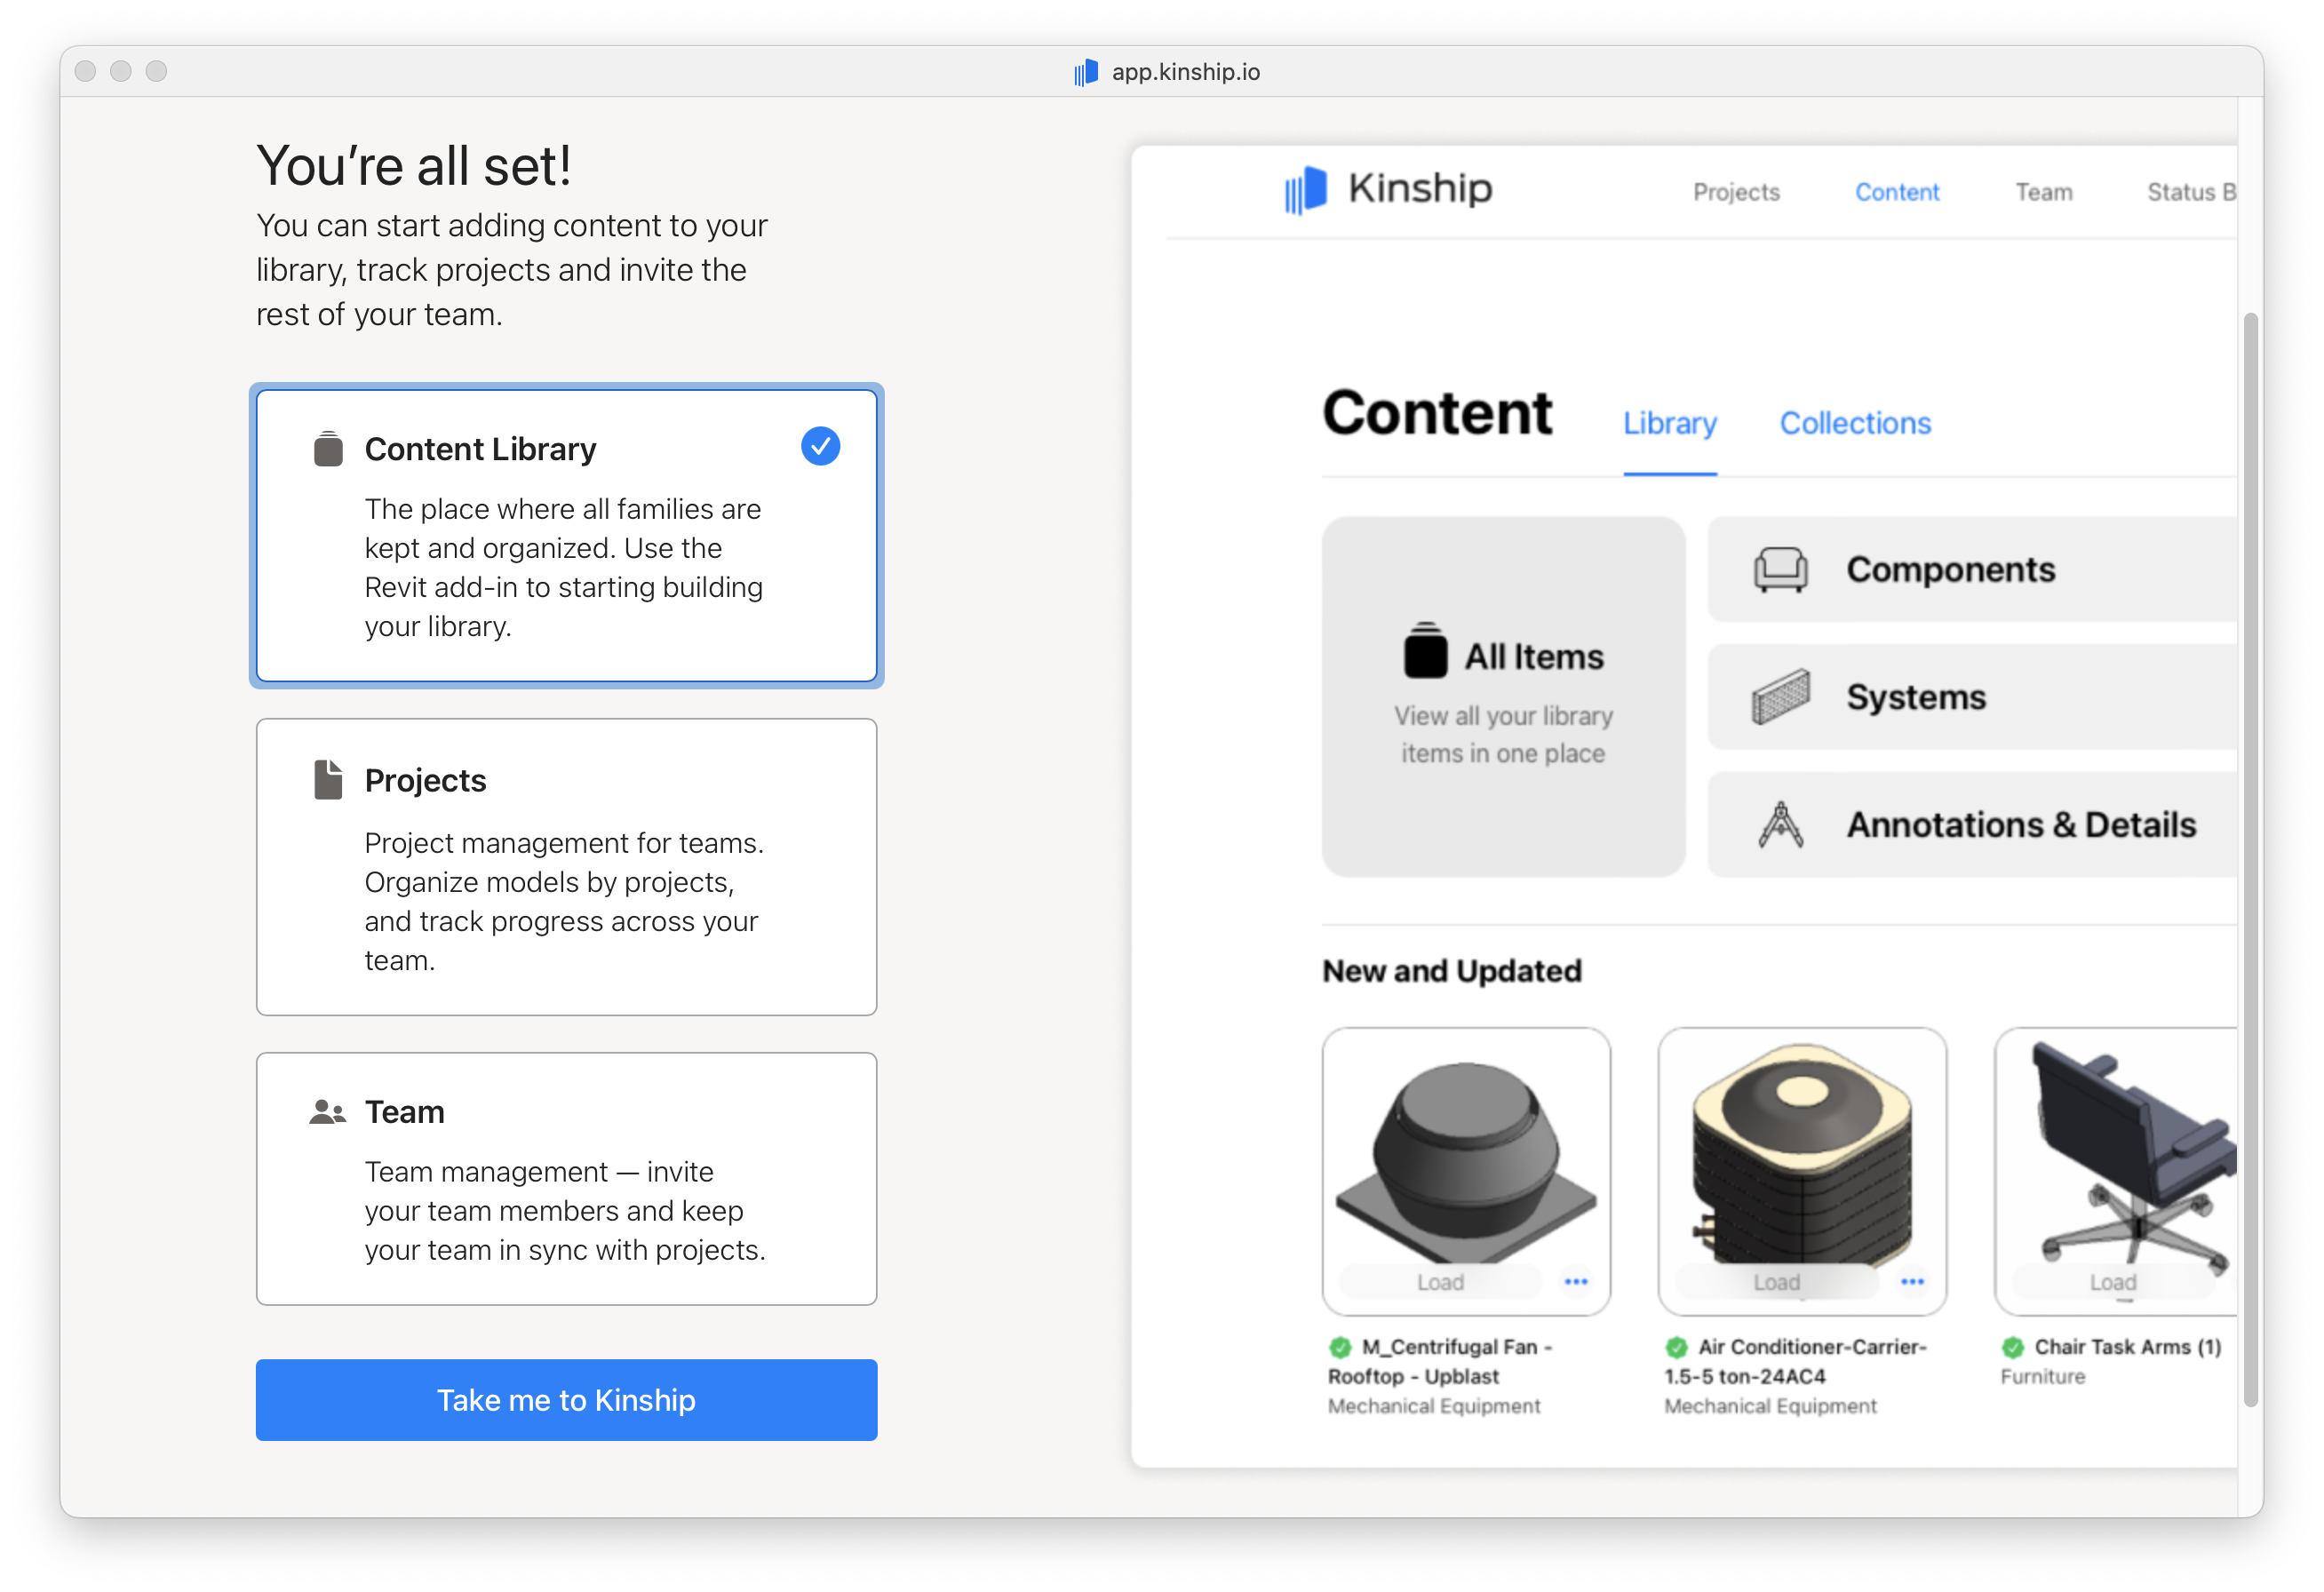 app.kinship.io
You’re all set!
You can start adding content to your
library, track projects and invite the
rest of your team.
Content Library
The place where all families are
kept and organized. Use the
Revit add-in to starting building
your library.
Projects
Project management for teams.
Organize models by projects,
and track progress across your
team.
Team
Team management — invite
your team members and keep
your team in sync with projects.
Take me to Kinship
Kinship
Projects
Content
Team
Status B
Content
Library
Collections
All Items
View all your library
items in one place
Components
Systems
Annotations & Details
New and Updated
Load
Load
Load
M_Centrifugal Fan -
Rooftop - Upblast
Mechanical Equipment
Air Conditioner-Carrier-
1.5-5 ton-24AC4
Mechanical Equipment
Chair Task Arms (1)
Furniture